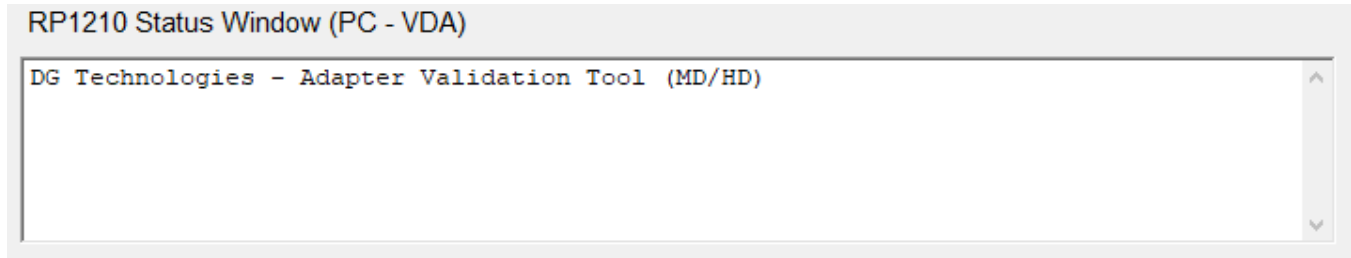 RP1210 Status Window (PC - VDA)
DG Technologies - Adapter Validation Tool (MD/HD)